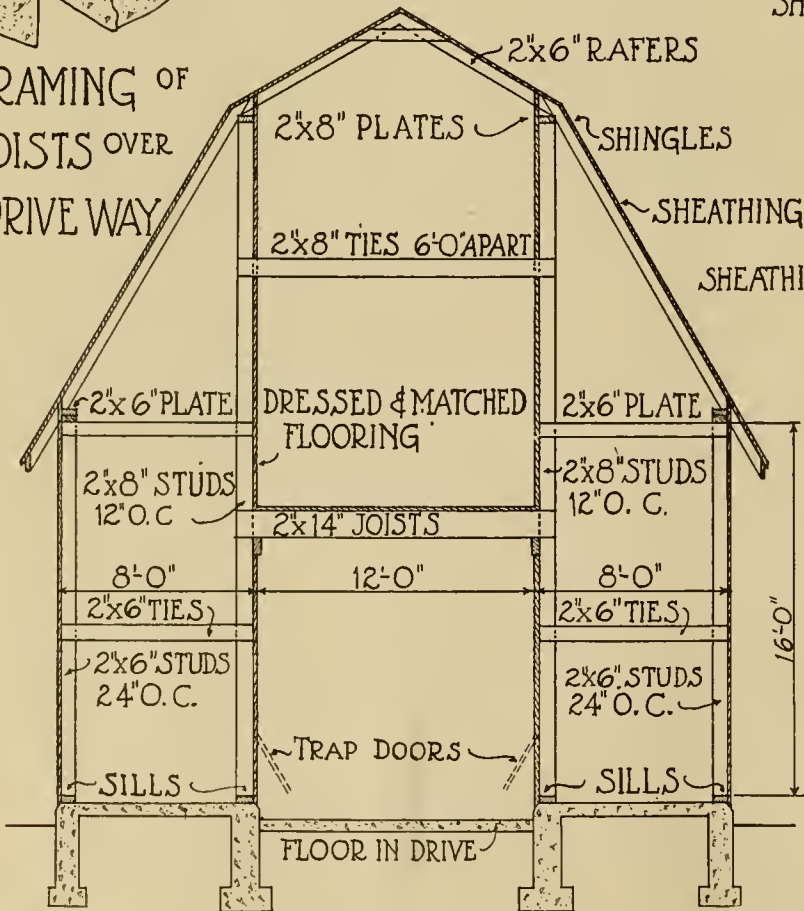 SH
RAMING OF
OISTS OVER
RIVE WAY
2"x6" RAFERS
2"x8" PLATES
SHINGLES
SHEATHING
2"x8" TIES 6'-0" APART
SHEATHI
2"x6" PLATE
DRESSED & MATCHED
FLOORING
2"x6" PLATE
2"x8" STUDS
12" O.C
2"x8" STUDS
12" O. C.
2"x14" JOISTS
8'-0"
12'-0"
8'-0"
2"x6" TIES
2"x6" TIES
16'-0"
2"x6" STUDS
24" O.C.
2"x6" STUDS
24" O.C.
TRAP DOORS
SILLS
SILLS
FLOOR IN DRIVE